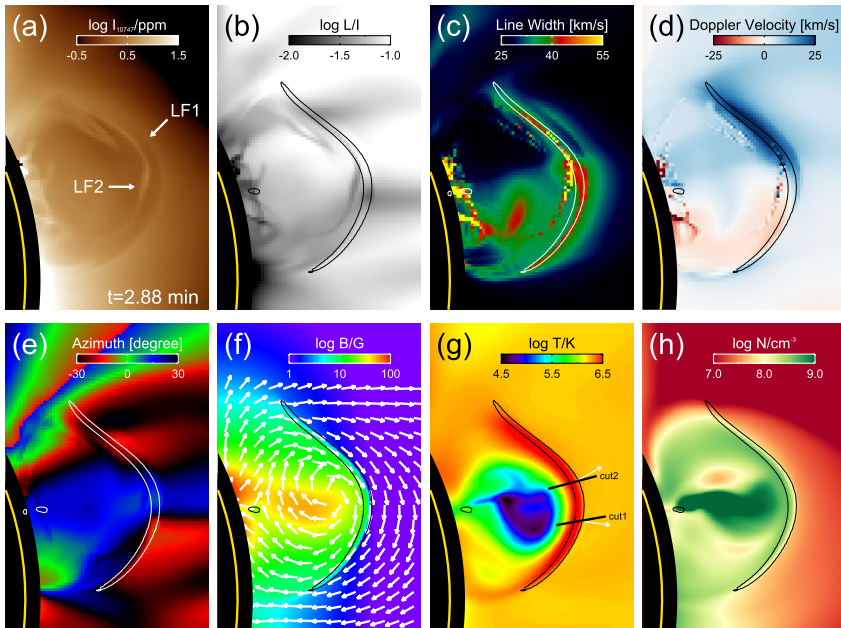 (a) log I10747/ppm
-0.5 0.5 1.5
LF1
LF2
t=2.88 min
(b) log L/I
-2.0 -1.5 -1.0
(c) Line Width [km/s]
25 40 55
(d) Doppler Velocity [km/s]
-25 0 25
(e) Azimuth [degree]
-30 0 30
(f) log B/G
1 10 100
(g) log T/K
4.5 5.5 6.5
cut2
cut1
(h) log N/cm-3
7.0 8.0 9.0